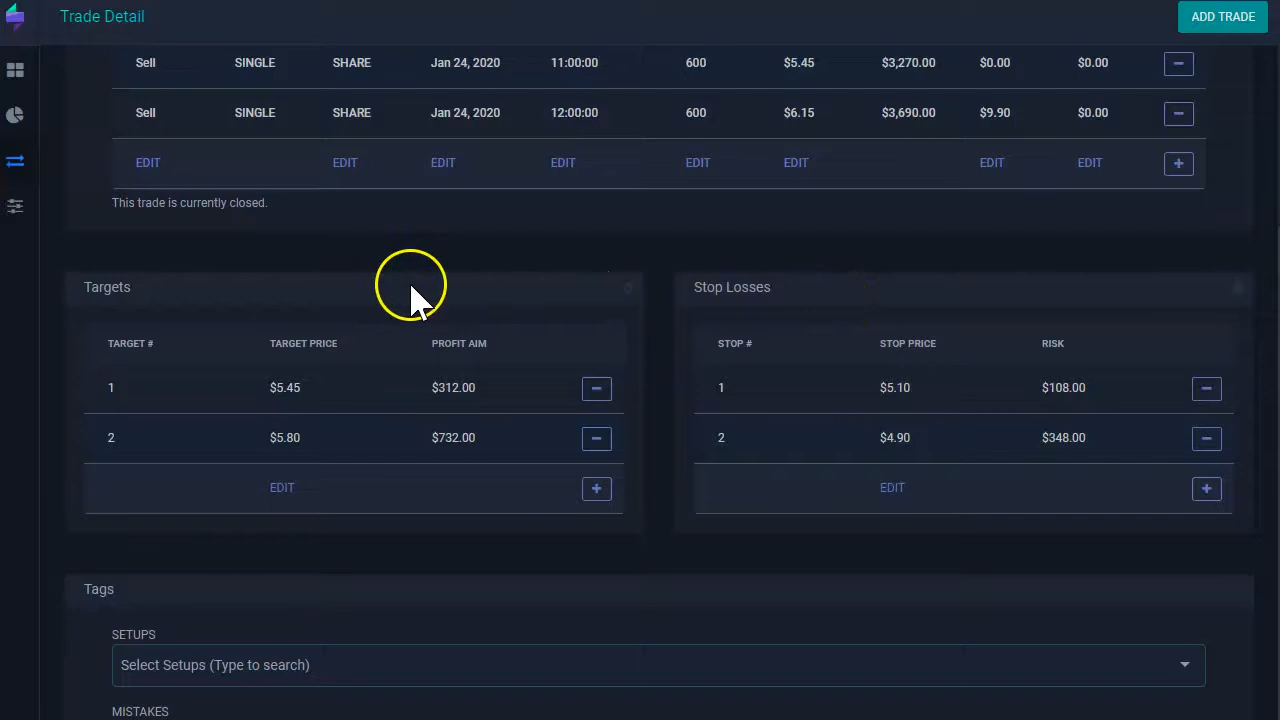 Trade Detail
ADD TRADE
Sell SINGLE SHARE Jan 24, 2020 11:00:00 600 $5.45 $3,270.00 $0.00 $0.00
Sell SINGLE SHARE Jan 24, 2020 12:00:00 600 $6.15 $3,690.00 $9.90 $0.00
EDIT EDIT EDIT EDIT EDIT EDIT EDIT EDIT
This trade is currently closed.
Targets
TARGET # TARGET PRICE PROFIT AIM
1 $5.45 $312.00
2 $5.80 $732.00
EDIT
Stop Losses
STOP # STOP PRICE RISK
1 $5.10 $108.00
2 $4.90 $348.00
EDIT
Tags
SETUPS
Select Setups (Type to search)
MISTAKES